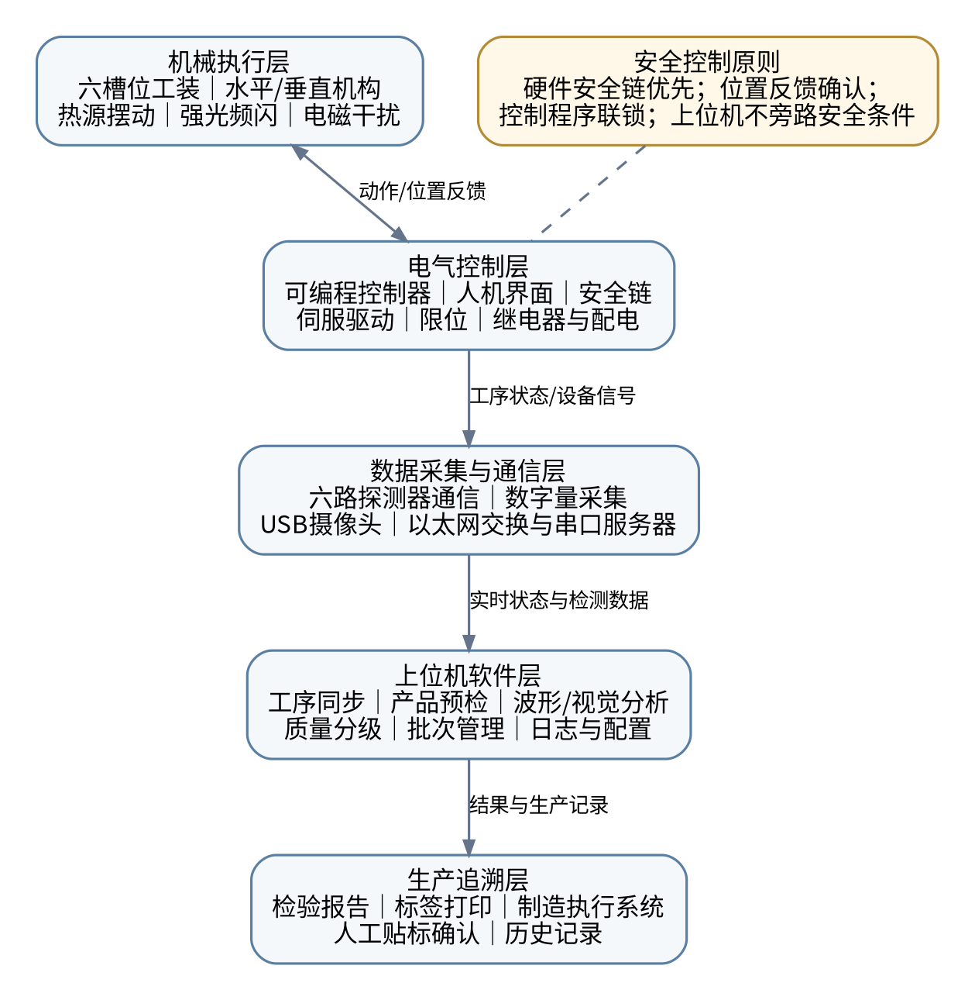 机械执行层
六槽位工装｜水平/垂直机构
热源摆动｜强光频闪｜电磁干扰
安全控制原则
硬件安全链优先；位置反馈确认；
控制程序联锁；上位机不旁路安全条件
动作/位置反馈
电气控制层
可编程控制器｜人机界面｜安全链
伺服驱动｜限位｜继电器与配电
工序状态/设备信号
数据采集与通信层
六路探测器通信｜数字量采集
USB摄像头｜以太网交换与串口服务器
实时状态与检测数据
上位机软件层
工序同步｜产品预检｜波形/视觉分析
质量分级｜批次管理｜日志与配置
结果与生产记录
生产追溯层
检验报告｜标签打印｜制造执行系统
人工贴标确认｜历史记录